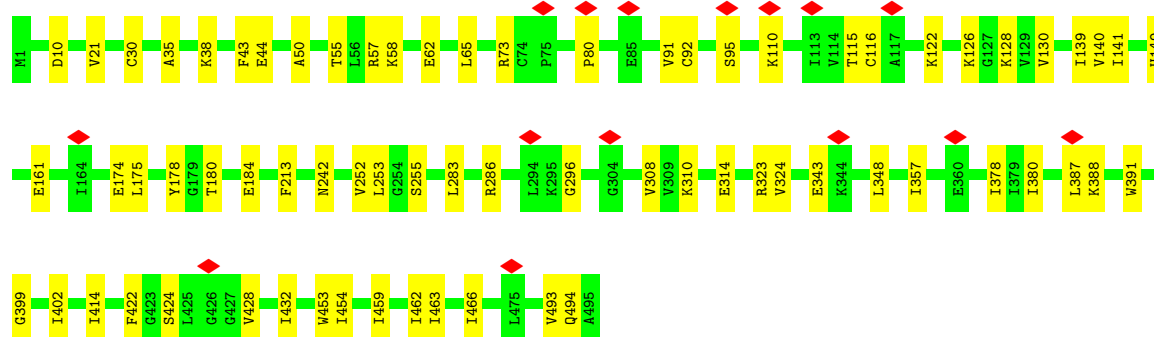 M1 D10 V21 C30 A35 K38 F43 E44 A50 T55 L56 R57 K58 E62 L65 R73 C74 P75 P80 E85 V91 C92 S95 K110 I113 V114 T115 C116 A117 K122 K126 G127 K128 V129 V130 I139 V140 I141
E161 I164 E174 L175 Y178 G179 T180 E184 F213 N242 V252 L253 G254 S255 L283 R286 L294 K295 G296 G304 V308 V309 K310 E314 R323 V324 E343 K344 L348 I357 E360 I378 I379 I380 L387 K388 W391
G399 I402 I414 F422 G423 S424 L425 G426 G427 V428 I432 W453 I454 I459 I462 I463 I466 L475 V493 Q494 A495